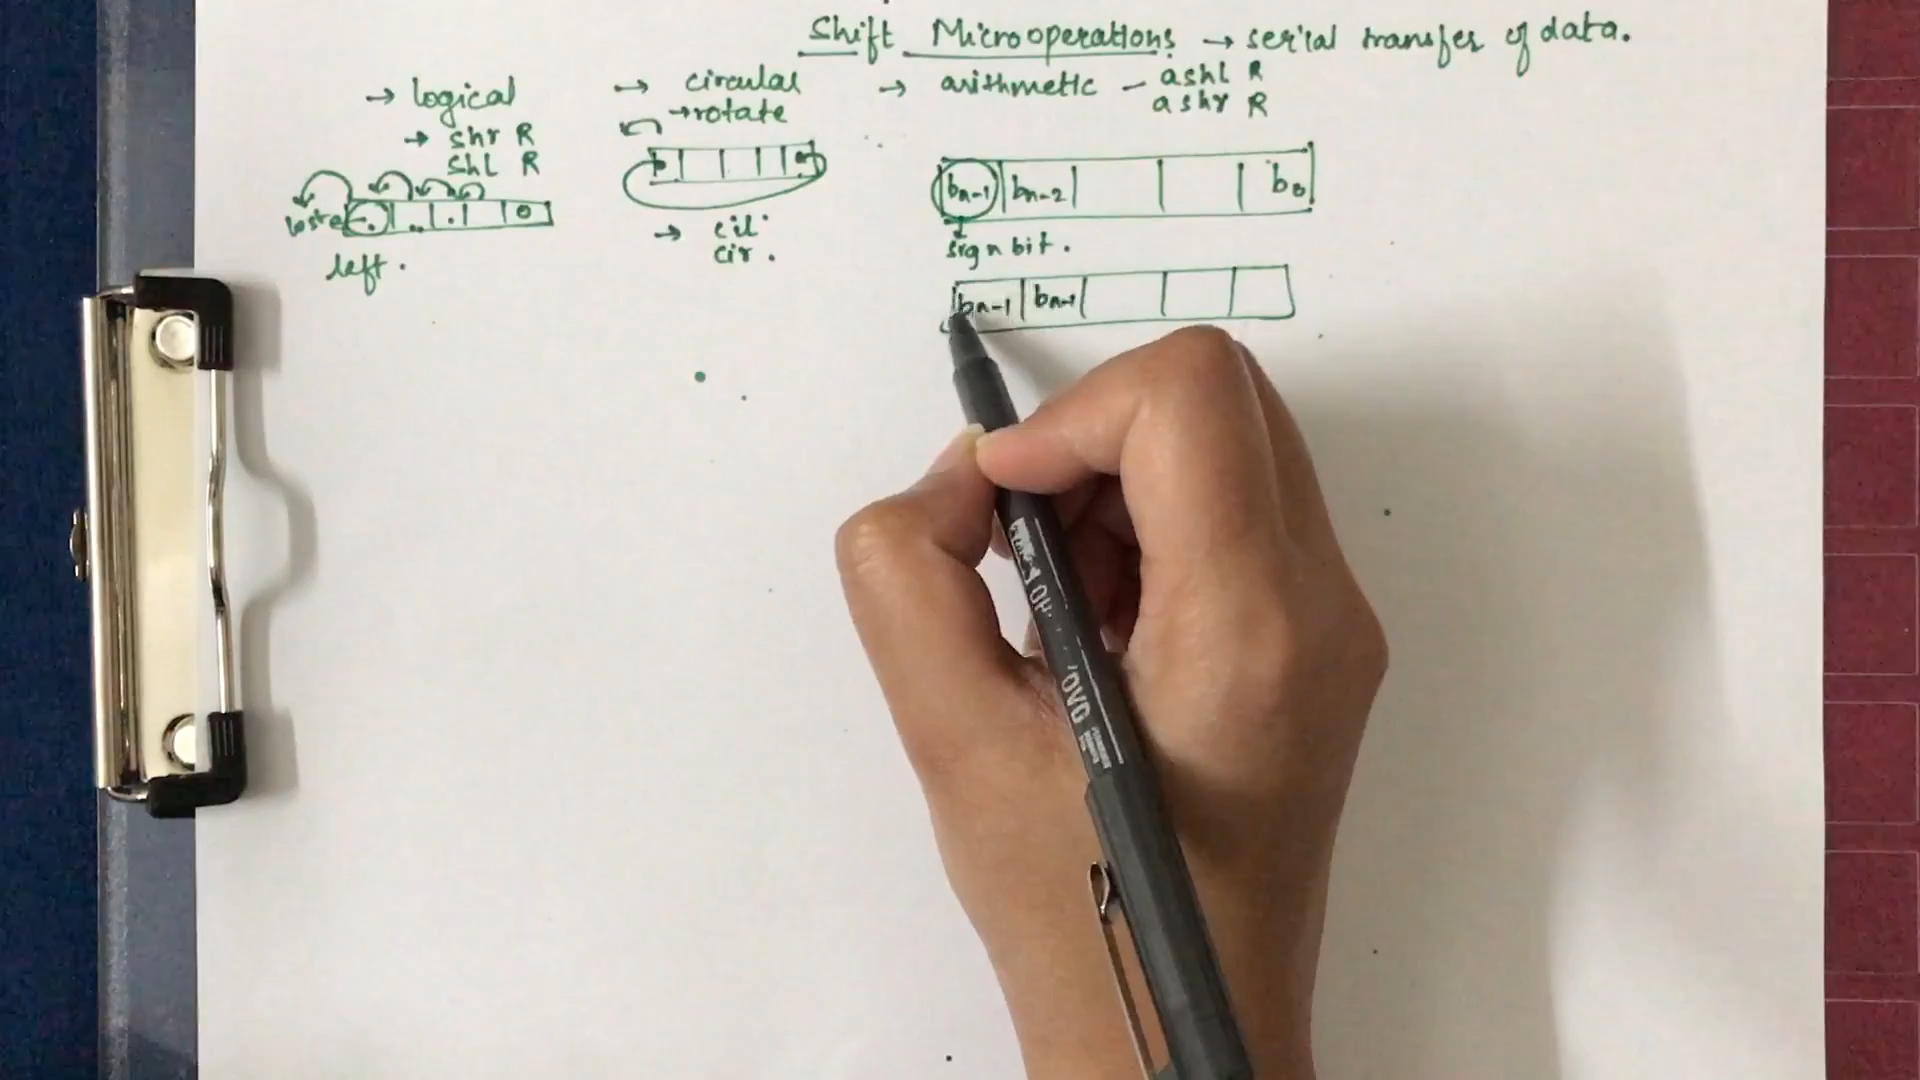 Shift Microoperations → serial transfer of data.
→ logical
→ shr R
shl R
lost
0
left.
→ circular
→rotate
→ cil
cir.
→ arithmetic – ashl R
ashr R
bn-1 bn-2 b0
sign bit.
bn-1 bn-1
OVO